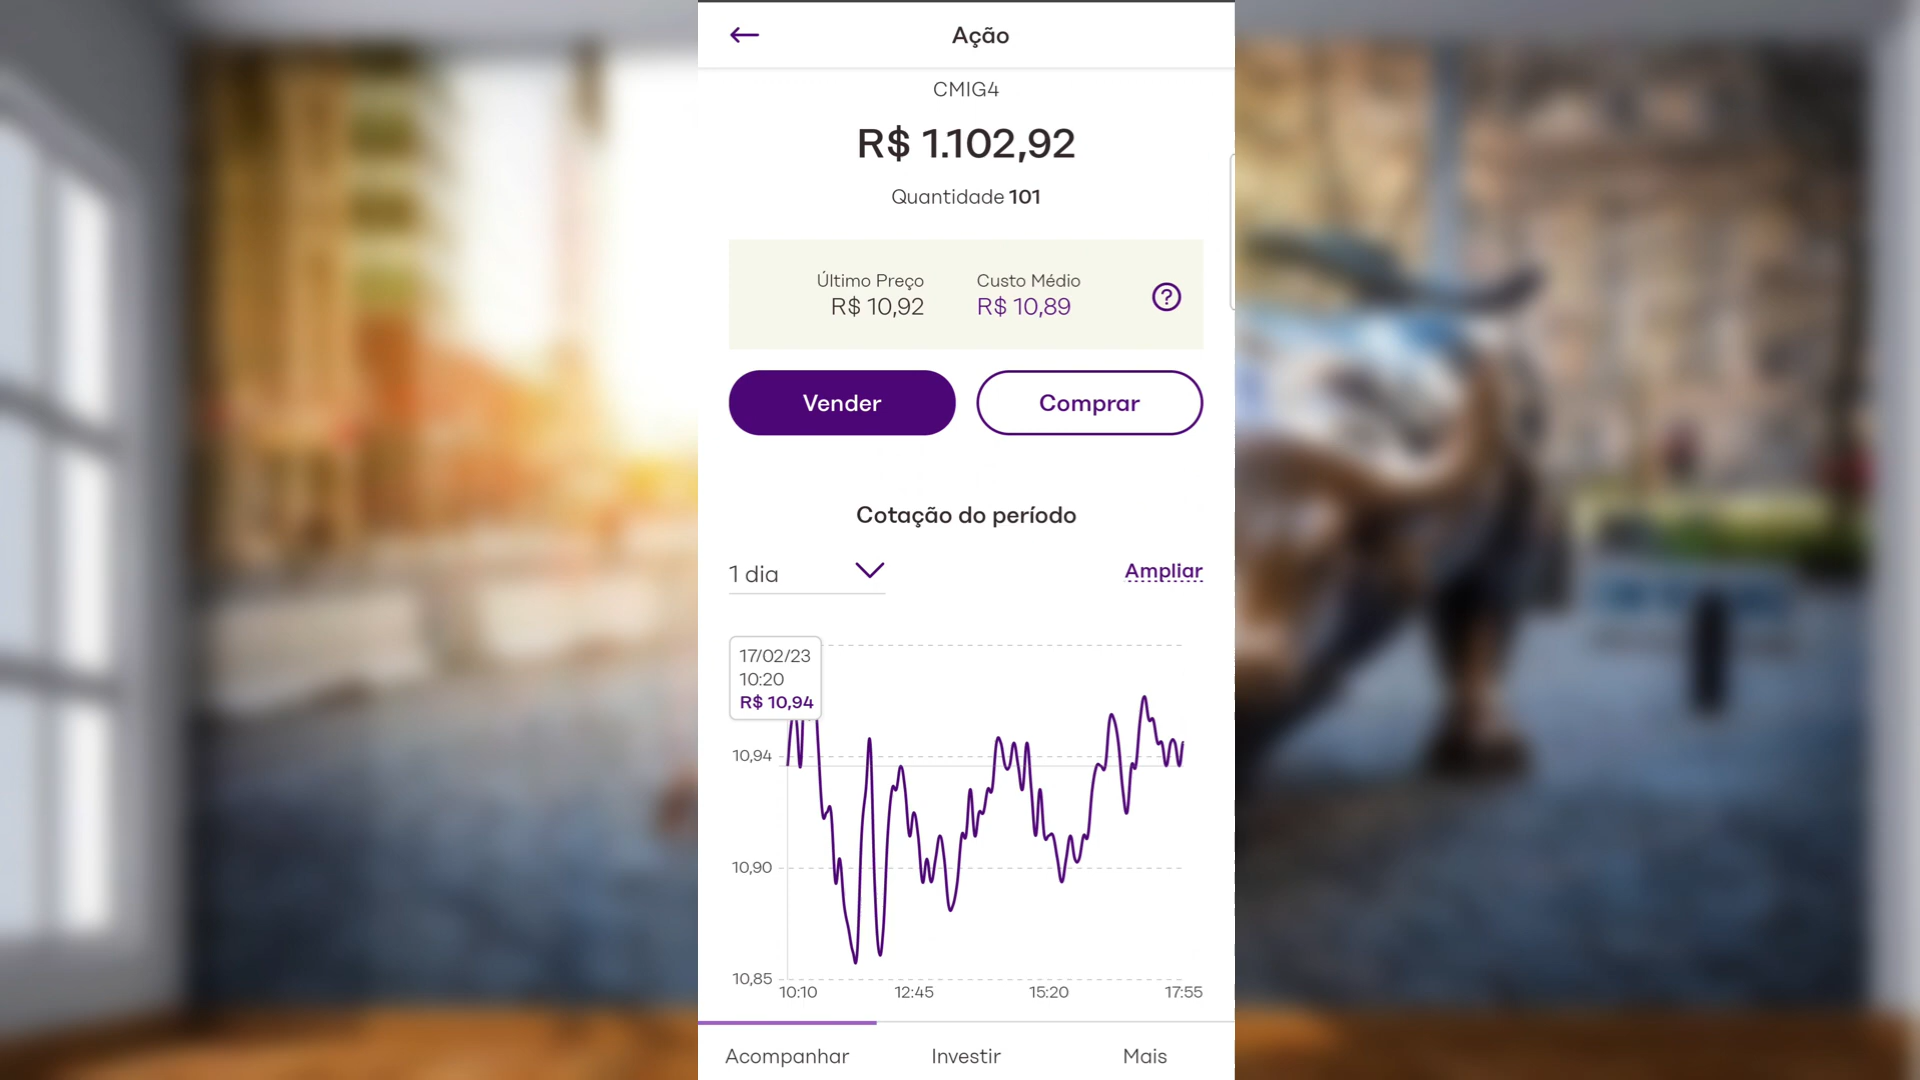 Ação
CMIG4
R$ 1.102,92
Quantidade 101
Último Preço
R$ 10,92
Custo Médio
R$ 10,89
?
Vender
Comprar
Cotação do período
1 dia
Ampliar
17/02/23
10:20
R$ 10,94
10,94
10,90
10,85
10:10 12:45 15:20 17:55
Acompanhar Investir Mais